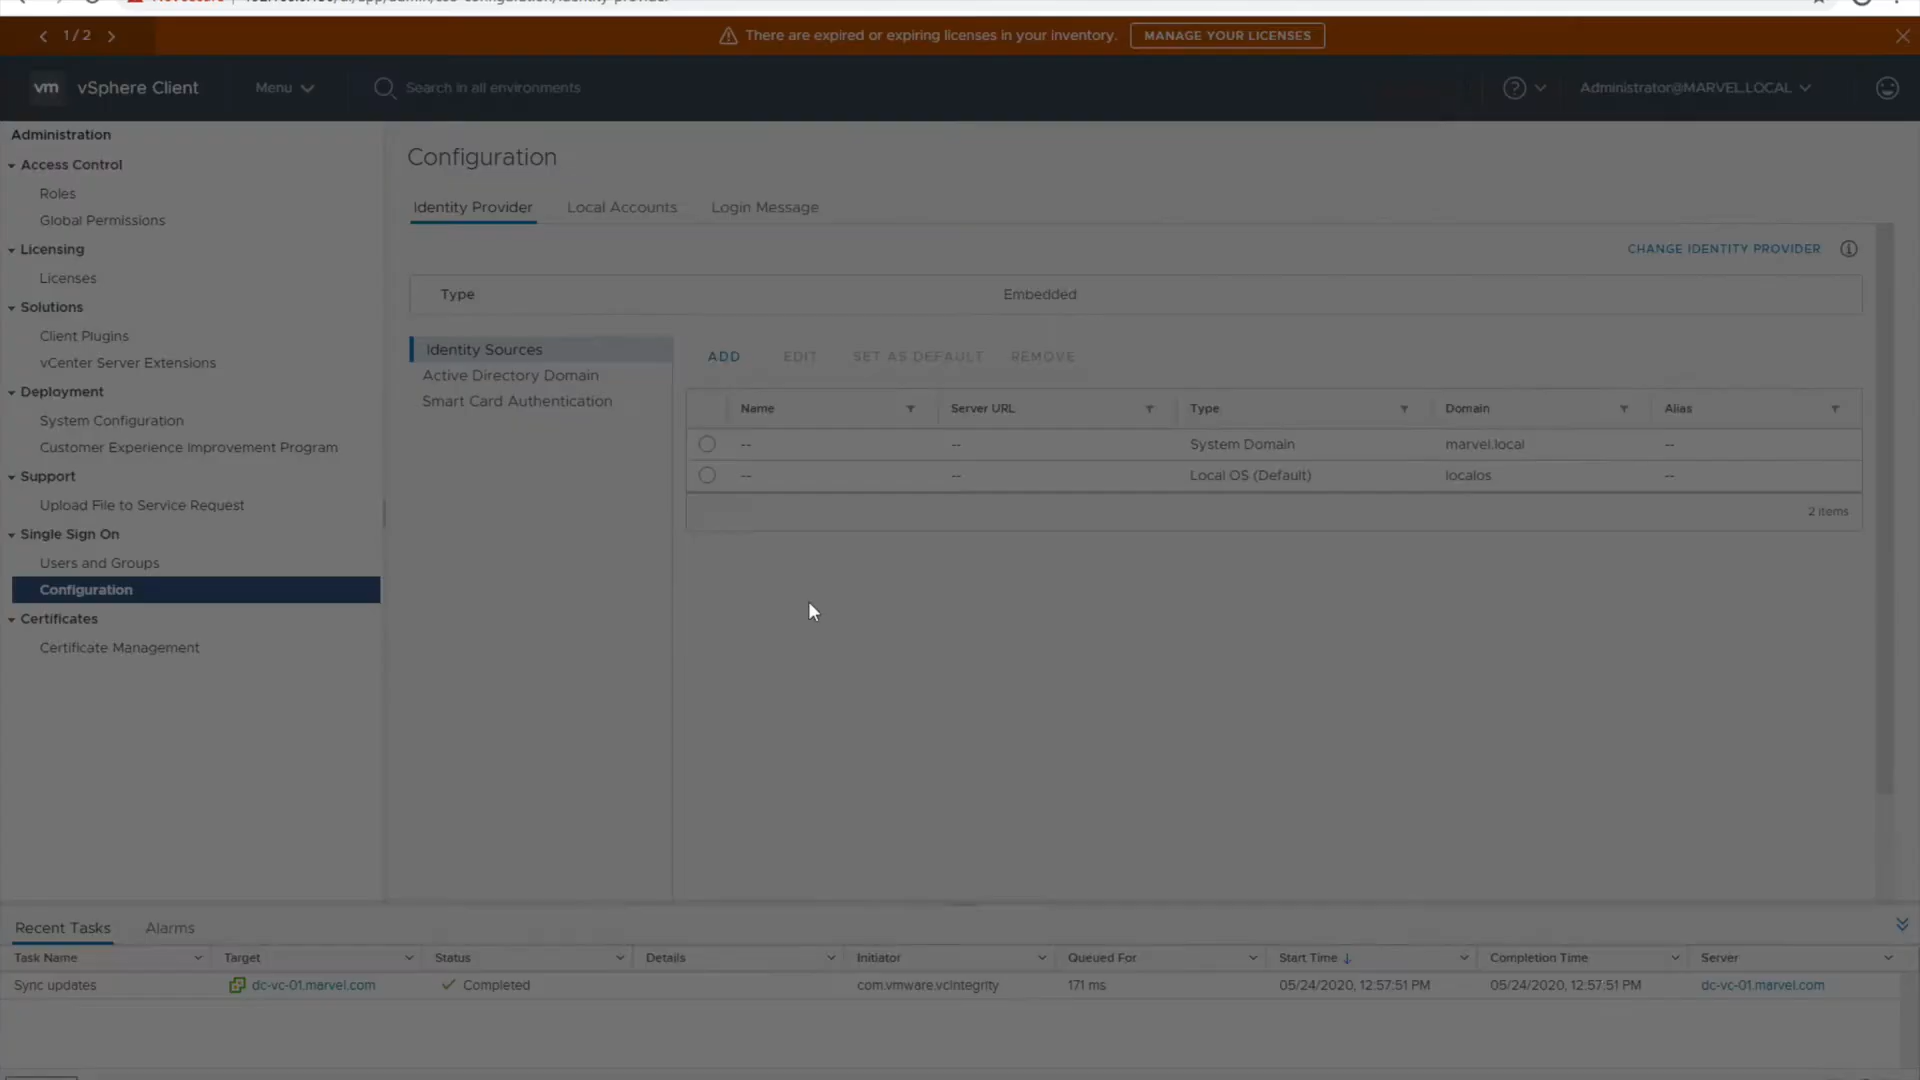 1 / 2
There are expired or expiring licenses in your inventory. MANAGE YOUR LICENSES
vm vSphere Client Menu Search in all environments ? Administrator@MARVEL.LOCAL
Administration
Access Control
Roles
Global Permissions
Licensing
Licenses
Solutions
Client Plugins
vCenter Server Extensions
Deployment
System Configuration
Customer Experience Improvement Program
Support
Upload File to Service Request
Single Sign On
Users and Groups
Configuration
Certificates
Certificate Management
Configuration
Identity Provider Local Accounts Login Message
CHANGE IDENTITY PROVIDER
Type Embedded
Identity Sources
Active Directory Domain
Smart Card Authentication
ADD EDIT SET AS DEFAULT REMOVE
Name Server URL Type Domain Alias
-- -- System Domain marvel.local --
-- -- Local OS (Default) localos --
2 items
Recent Tasks Alarms
Task Name Target Status Details Initiator Queued For Start Time ↓ Completion Time Server
Sync updates dc-vc-01.marvel.com Completed com.vmware.vcIntegrity 171 ms 05/24/2020, 12:57:51 PM 05/24/2020, 12:57:51 PM dc-vc-01.marvel.com